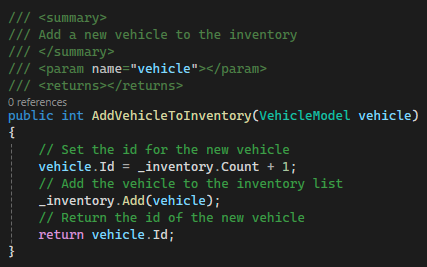 /// <summary>
/// Add a new vehicle to the inventory
/// </summary>
/// <param name="vehicle"></param>
/// <returns></returns>
0 references
public int AddVehicleToInventory(VehicleModel vehicle)
{
    // Set the id for the new vehicle
    vehicle.Id = _inventory.Count + 1;
    // Add the vehicle to the inventory list
    _inventory.Add(vehicle);
    // Return the id of the new vehicle
    return vehicle.Id;
}